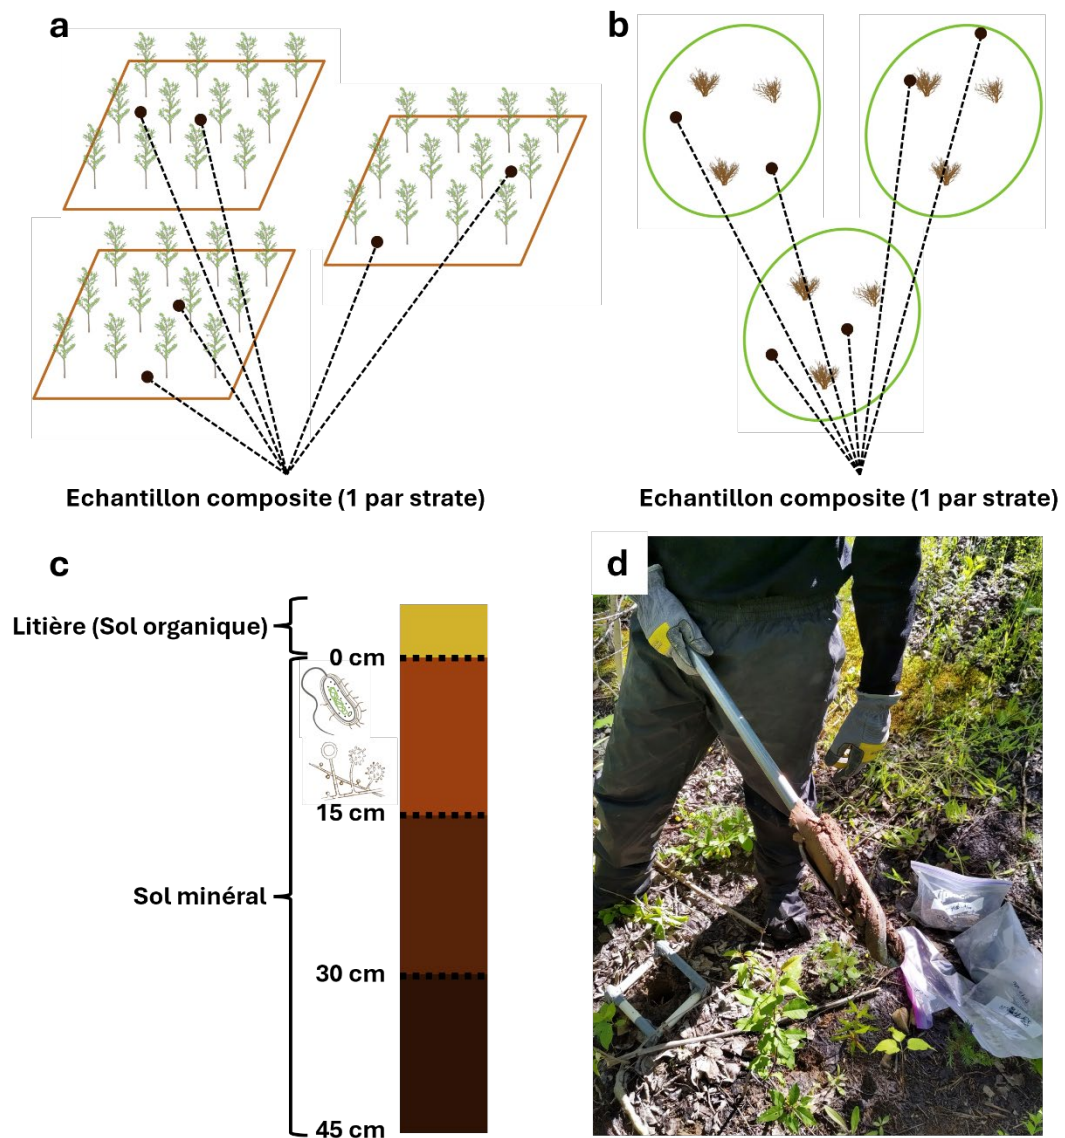 a
b
Echantillon composite (1 par strate)
Echantillon composite (1 par strate)
c
d
Litière (Sol organique)
0 cm
15 cm
Sol minéral
30 cm
45 cm